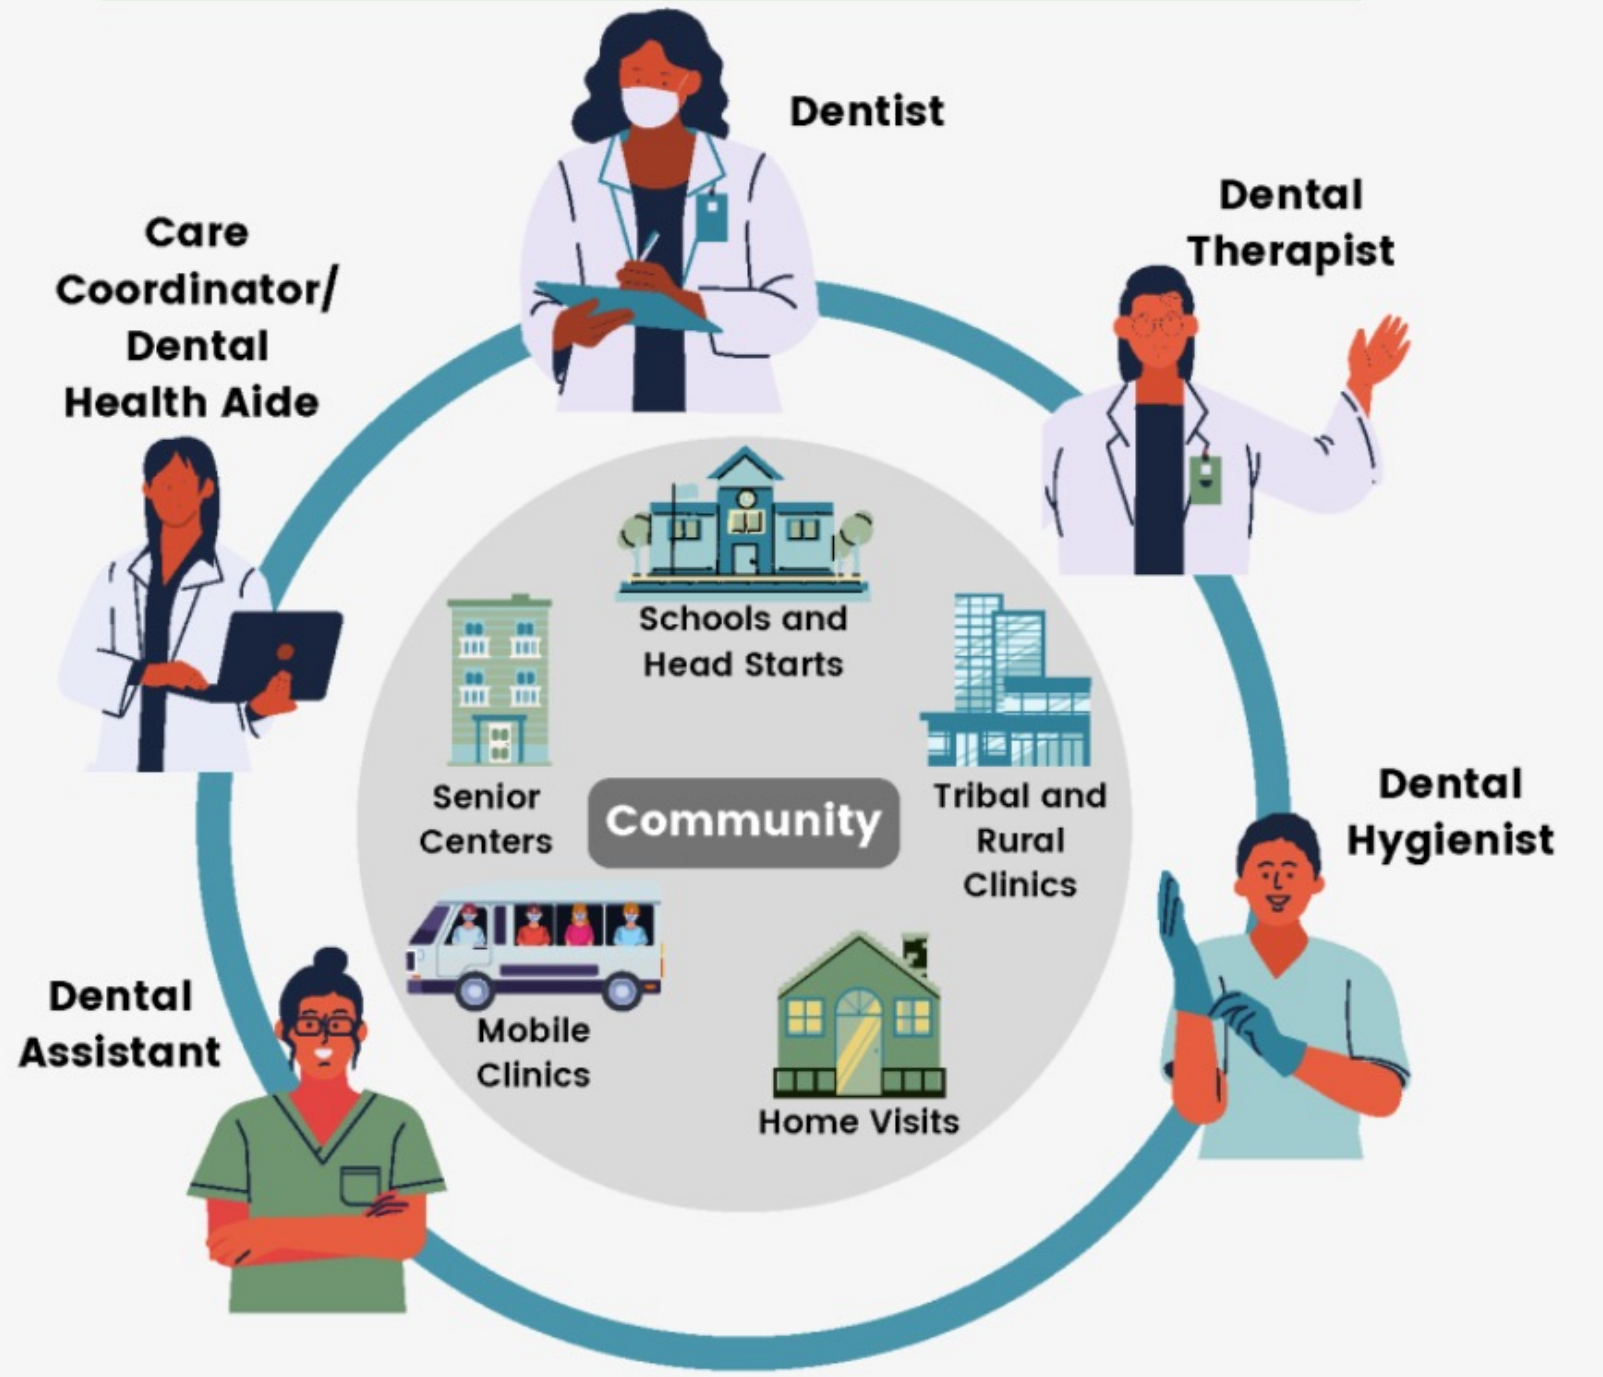 Dentist
Dental
Therapist
Care
Coordinator/
Dental
Health Aide
Schools and
Head Starts
Senior
Centers
Community
Tribal and
Rural
Clinics
Dental
Hygienist
Mobile
Clinics
Home Visits
Dental
Assistant